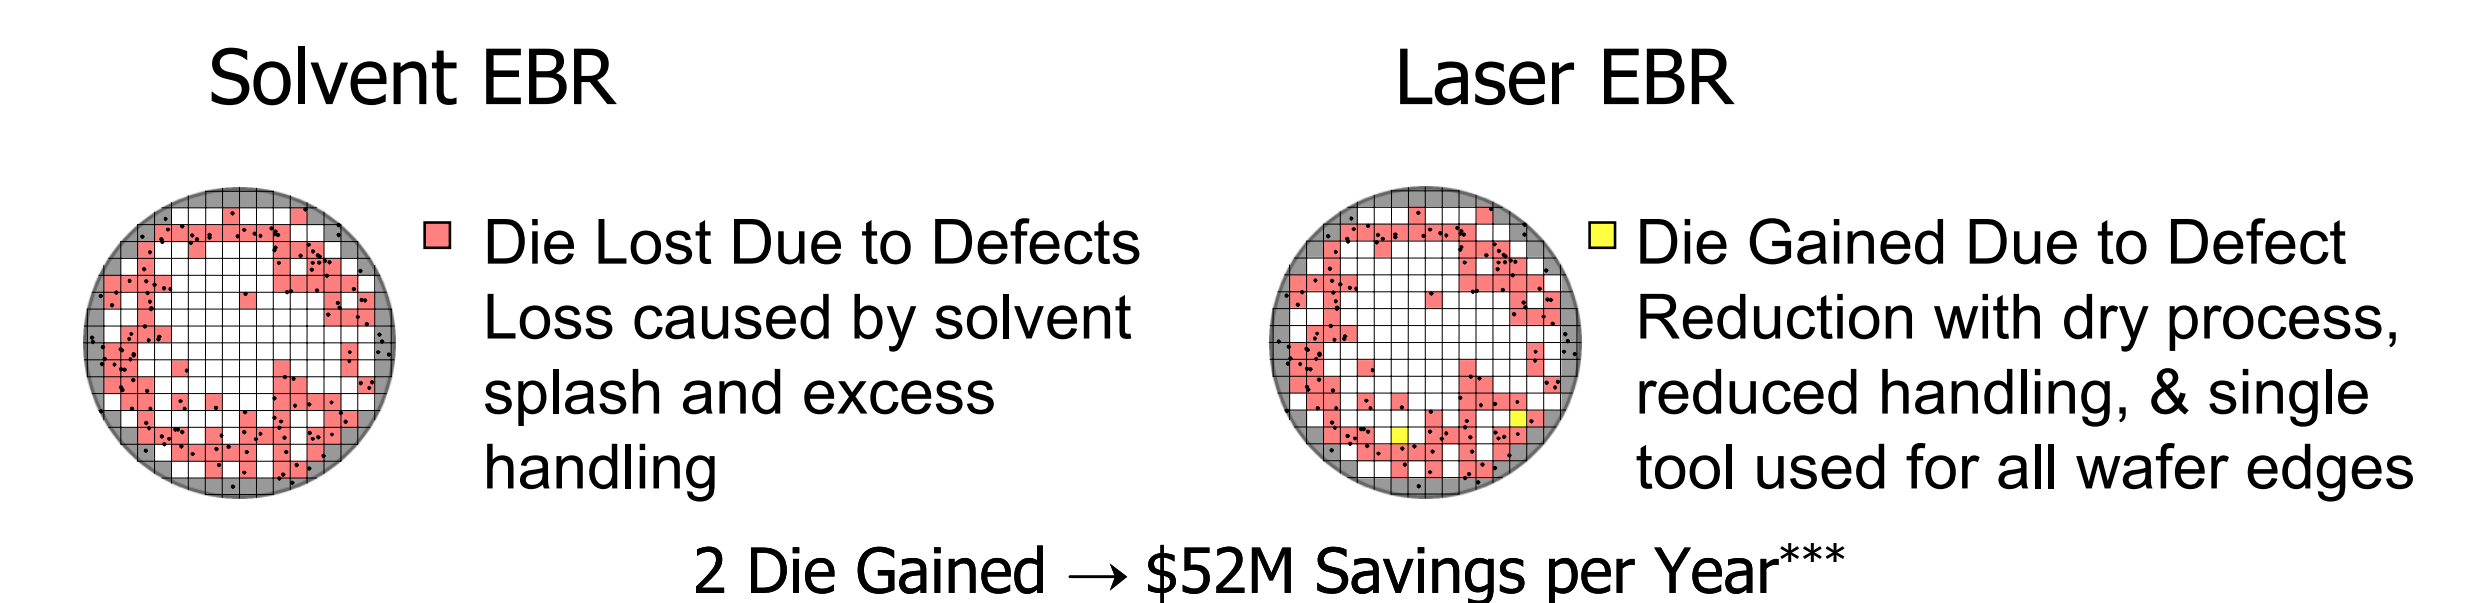 Solvent EBR
Laser EBR
Die Lost Due to Defects
Loss caused by solvent
splash and excess
handling
Die Gained Due to Defect
Reduction with dry process,
reduced handling, & single
tool used for all wafer edges
2 Die Gained → $52M Savings per Year***